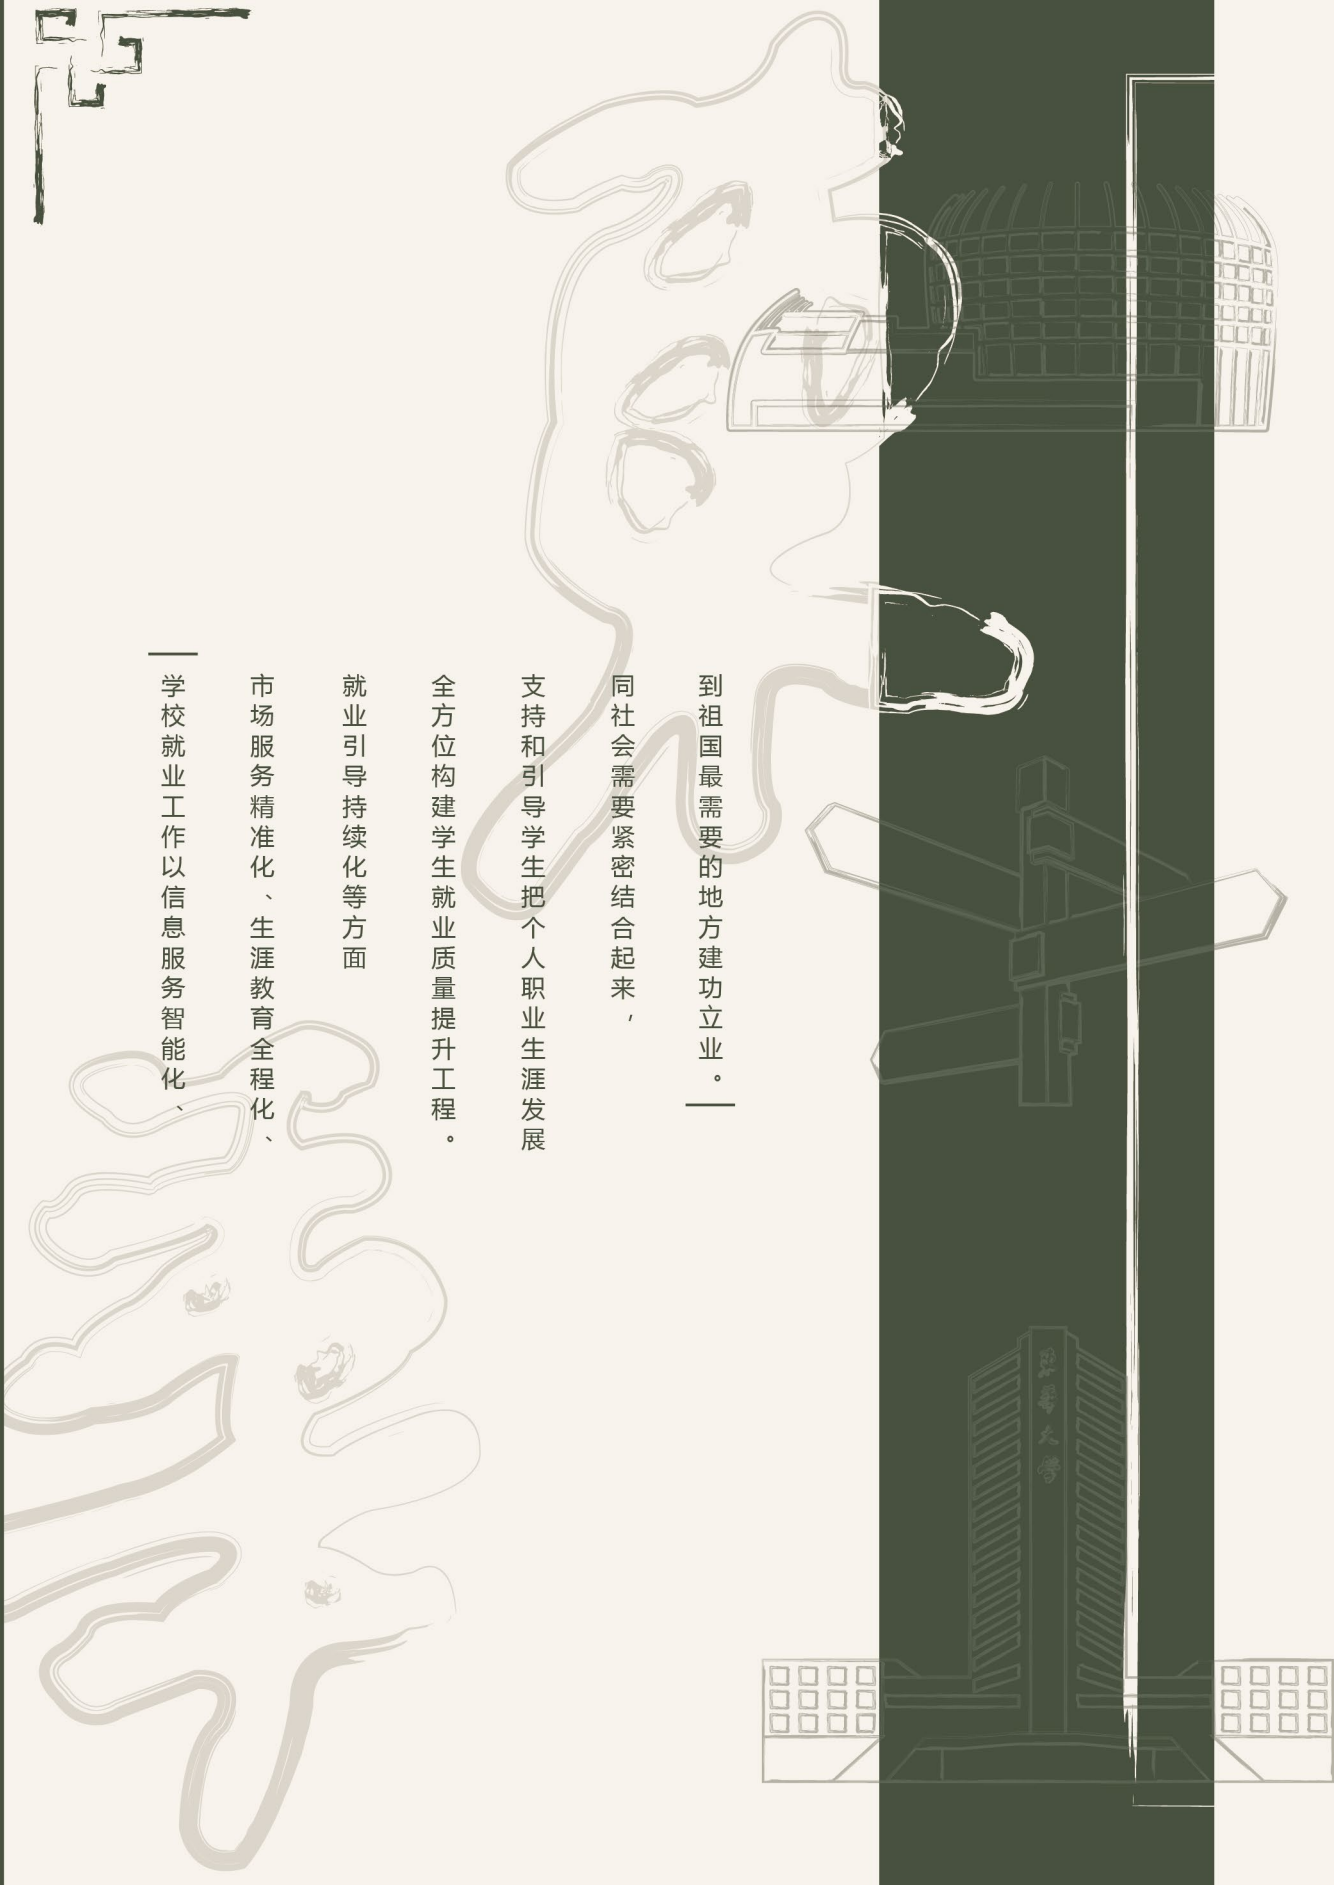 学校就业工作以信息服务智能化、
市场服务精准化、生涯教育全程化、
就业引导持续化等方面
全方位构建学生就业质量提升工程。
支持和引导学生把个人职业生涯发展
同社会需要紧密结合起来，
到祖国最需要的地方建功立业。
東華大學